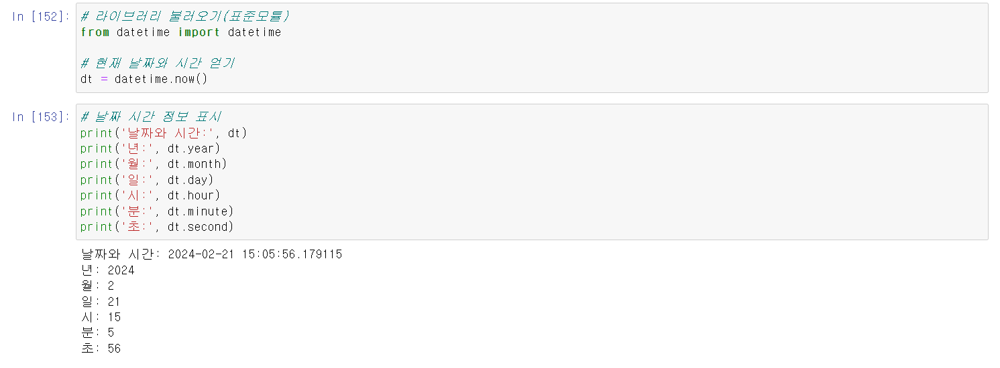 In [152]:
# 라이브러리 불러오기(표준모듈)
from datetime import datetime
# 현재 날짜와 시간 얻기
dt = datetime.now()
In [153]:
# 날짜 시간 정보 표시
print('날짜와 시간:', dt)
print('년:', dt.year)
print('월:', dt.month)
print('일:', dt.day)
print('시:', dt.hour)
print('분:', dt.minute)
print('초:', dt.second)
날짜와 시간: 2024-02-21 15:05:56.179115
년: 2024
월: 2
일: 21
시: 15
분: 5
초: 56